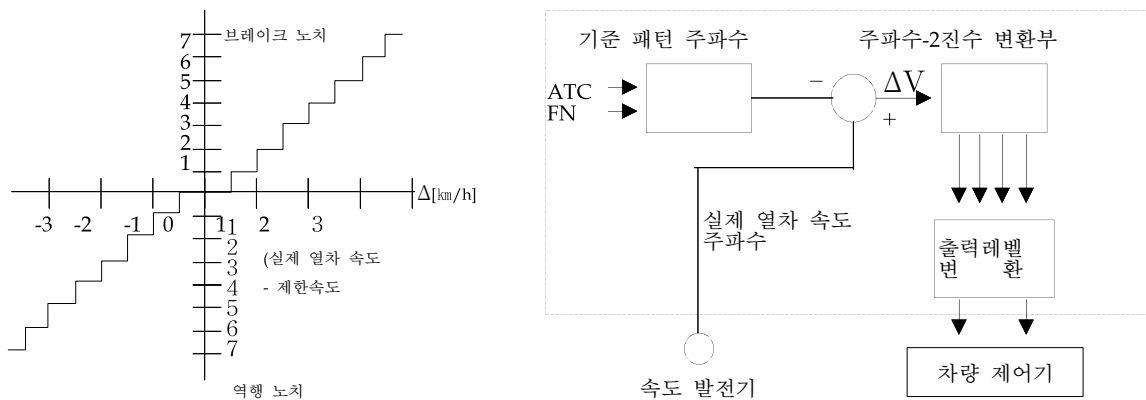 7
브레이크 노치
6
5
4
3
2
1
-3 -2 -1 0 1 2 3
Δ[㎞/h]
1
2
3
4
5
6
7
(실제 열차 속도
- 제한속도
역행 노치
기준 패턴 주파수
주파수-2진수 변환부
ATC
FN
−
ΔV
+
실제 열차 속도
주파수
출력레벨
변 환
속도 발전기
차량 제어기